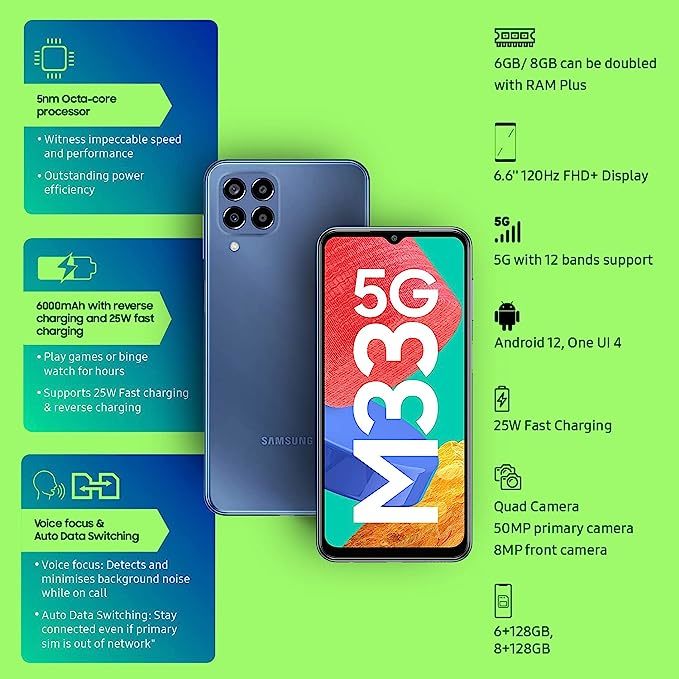 5nm Octa-core
processor
• Witness impeccable speed
and performance
• Outstanding power
efficiency
6000mAh with reverse
charging and 25W fast
charging
• Play games or binge
watch for hours
• Supports 25W Fast charging
& reverse charging
Voice focus &
Auto Data Switching
• Voice focus: Detects and
minimises background noise
while on call
• Auto Data Switching: Stay
connected even if primary
sim is out of network"
SAMSUNG
M33 5G
6GB/ 8GB can be doubled
with RAM Plus
6.6" 120Hz FHD+ Display
5G
5G with 12 bands support
Android 12, One UI 4
25W Fast Charging
Quad Camera
50MP primary camera
8MP front camera
6+128GB,
8+128GB